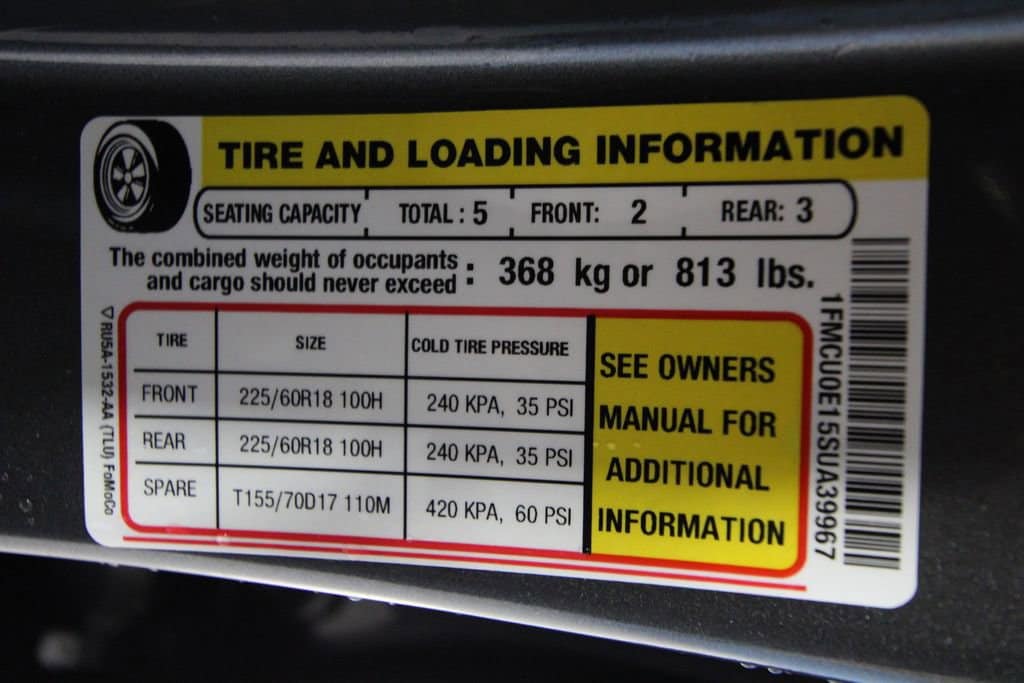 TIRE AND LOADING INFORMATION
SEATING CAPACITY TOTAL : 5 FRONT: 2 REAR: 3
The combined weight of occupants
and cargo should never exceed : 368 kg or 813 lbs.
TIRE SIZE COLD TIRE PRESSURE
FRONT 225/60R18 100H 240 KPA, 35 PSI
REAR 225/60R18 100H 240 KPA, 35 PSI
SPARE T155/70D17 110M 420 KPA, 60 PSI
SEE OWNERS
MANUAL FOR
ADDITIONAL
INFORMATION
1FMCU0E15SUA39967
RU5A-1532-AA (TLU) FoMoCo